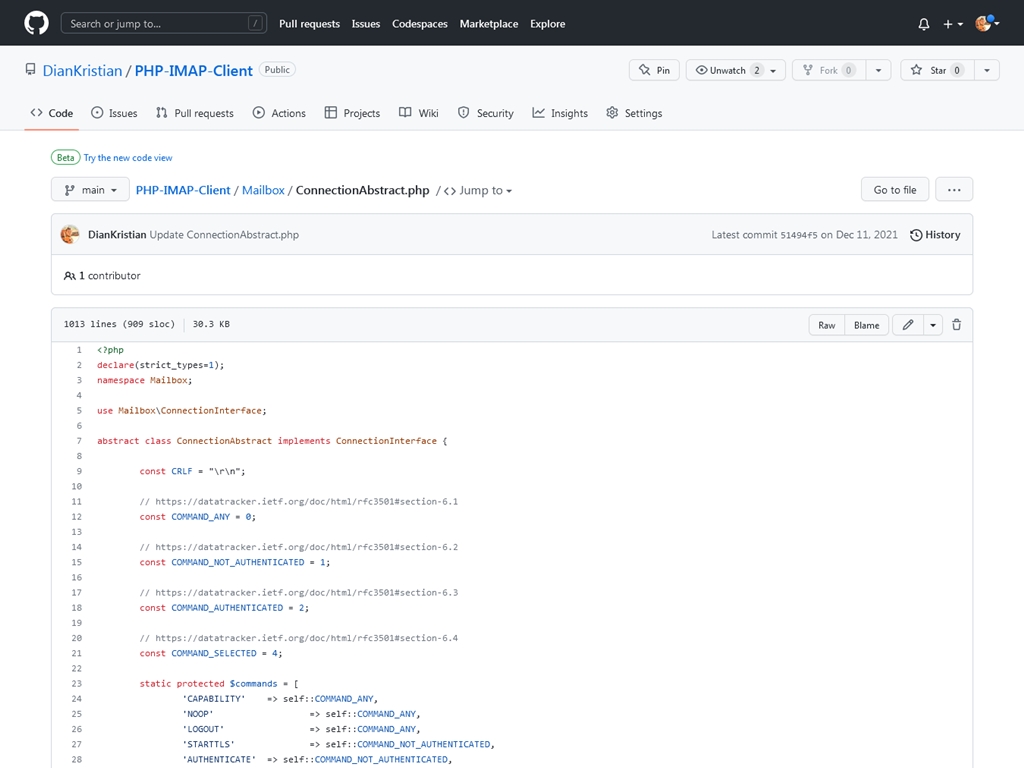 Search or jump to... /
Pull requests Issues Codespaces Marketplace Explore
DianKristian / PHP-IMAP-Client Public
Pin Unwatch 2 Fork 0 Star 0
Code Issues Pull requests Actions Projects Wiki Security Insights Settings
Beta Try the new code view
main PHP-IMAP-Client / Mailbox / ConnectionAbstract.php / <> Jump to Go to file ...
DianKristian Update ConnectionAbstract.php Latest commit 51494f5 on Dec 11, 2021 History
1 contributor
1013 lines (909 sloc) 30.3 KB Raw Blame
1 <?php
2 declare(strict_types=1);
3 namespace Mailbox;
4
5 use Mailbox\ConnectionInterface;
6
7 abstract class ConnectionAbstract implements ConnectionInterface {
8
9 const CRLF = "\r\n";
10
11 // https://datatracker.ietf.org/doc/html/rfc3501#section-6.1
12 const COMMAND_ANY = 0;
13
14 // https://datatracker.ietf.org/doc/html/rfc3501#section-6.2
15 const COMMAND_NOT_AUTHENTICATED = 1;
16
17 // https://datatracker.ietf.org/doc/html/rfc3501#section-6.3
18 const COMMAND_AUTHENTICATED = 2;
19
20 // https://datatracker.ietf.org/doc/html/rfc3501#section-6.4
21 const COMMAND_SELECTED = 4;
22
23 static protected $commands = [
24 'CAPABILITY' => self::COMMAND_ANY,
25 'NOOP' => self::COMMAND_ANY,
26 'LOGOUT' => self::COMMAND_ANY,
27 'STARTTLS' => self::COMMAND_NOT_AUTHENTICATED,
28 'AUTHENTICATE' => self::COMMAND_NOT_AUTHENTICATED,